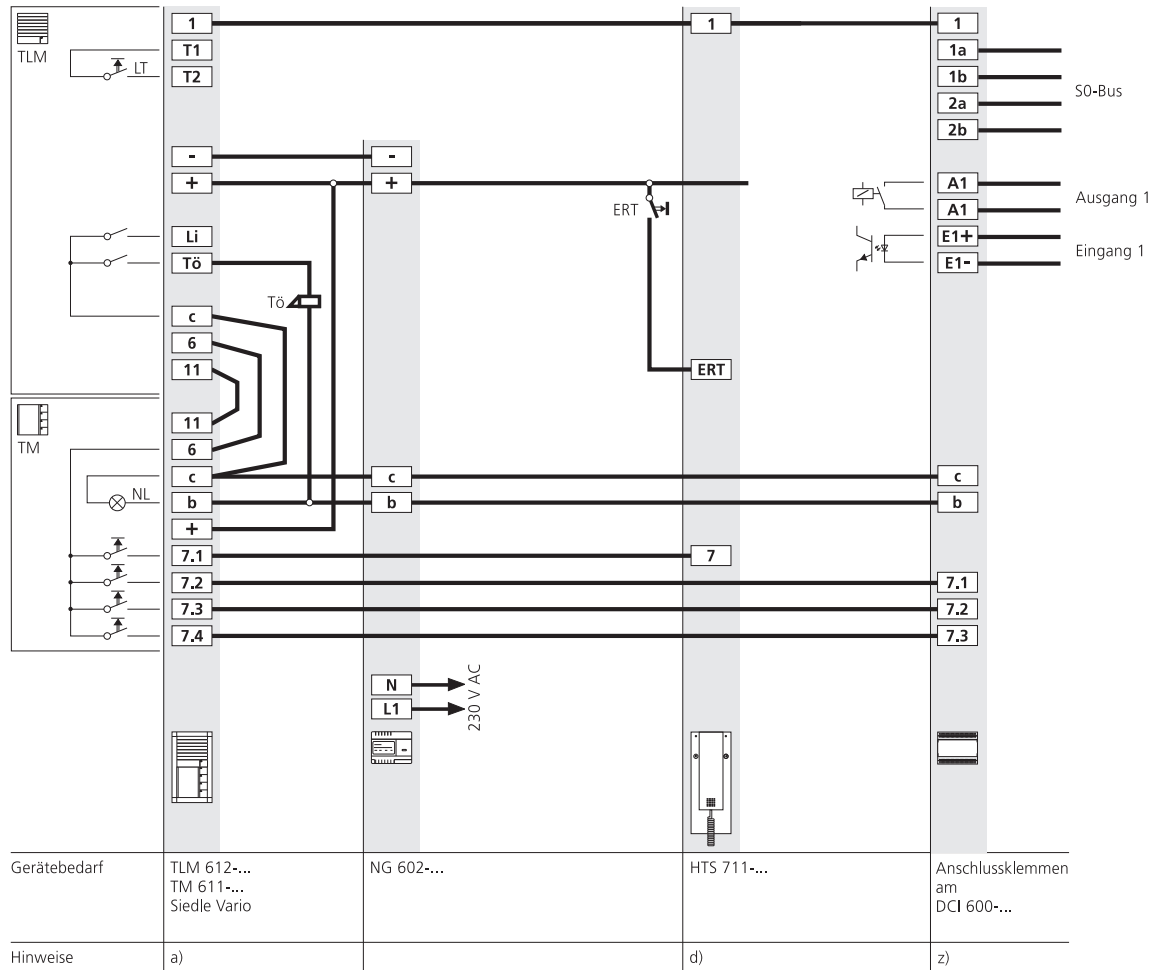 1 1 1
TLM T1 1a
LT T2 1b S0-Bus
2a
2b
- -
+ + A1 Ausgang 1
ERT A1
Li E1+ Eingang 1
Tö E1-
Tö
c
6
11 ERT
11
TM 6
c c c
NL b b b
+
7.1 7
7.2 7.1
7.3 7.2
7.4 7.3
N
L1
230 V AC
Gerätebedarf TLM 612-... NG 602-... HTS 711-... Anschlussklemmen
TM 611-... am
Siedle Vario DCI 600-...
Hinweise a) d) z)